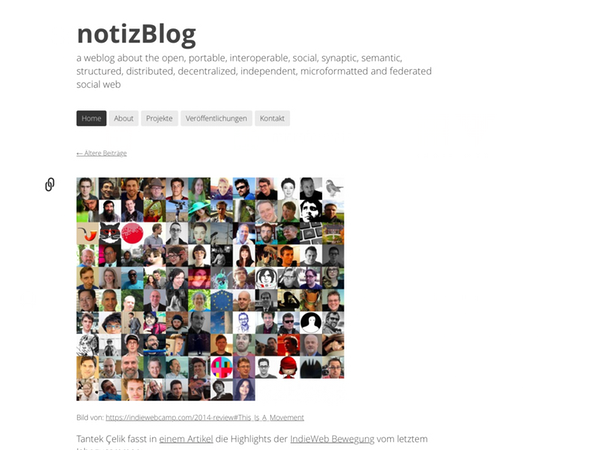 notizBlog
a weblog about the open, portable, interoperable, social, synaptic, semantic,
structured, distributed, decentralized, independent, microformatted and federated
social web
Home About Projekte Veröffentlichungen Kontakt
← Ältere Beiträge
Bild von: https://indiewebcamp.com/2014-review#This_Is_A_Movement
Tantek Çelik fasst in einem Artikel die Highlights der IndieWeb Bewegung vom letztem